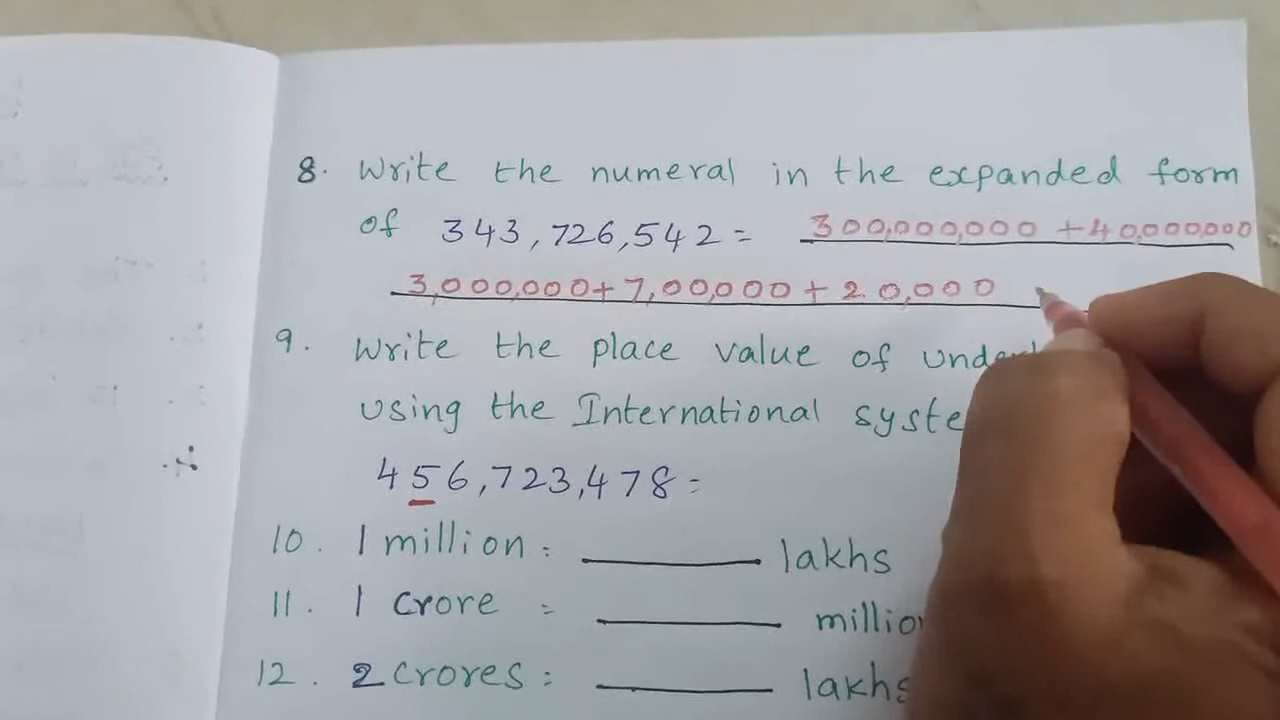 8. Write the numeral in the expanded form
of 343,726,542 = 300,000,000 + 40,000,000
3,000,000 + 7,00,000 + 20,000
9. Write the place value of
using the International
456,723,478 =
10. 1 million = lakhs
11. 1 crore =
12. 2 crores = lakhs